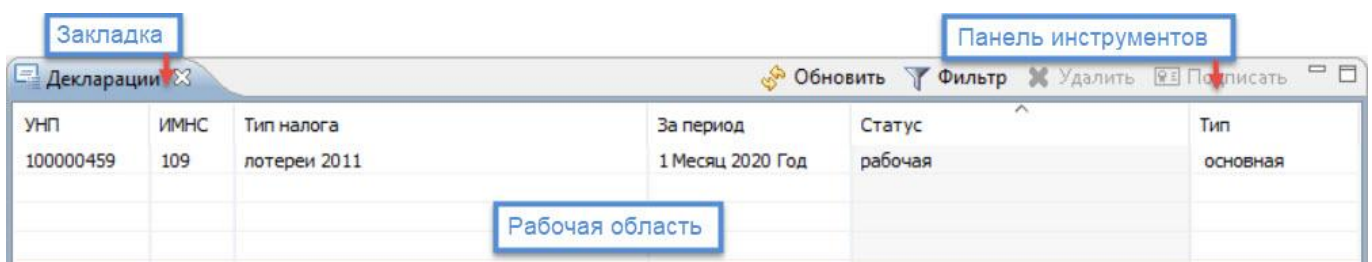 Закладка
Панель инструментов
Декларации
Обновить Фильтр Удалить Подписать
УНП ИМНС Тип налога За период Статус Тип
100000459 109 лотереи 2011 1 Месяц 2020 Год рабочая основная
Рабочая область